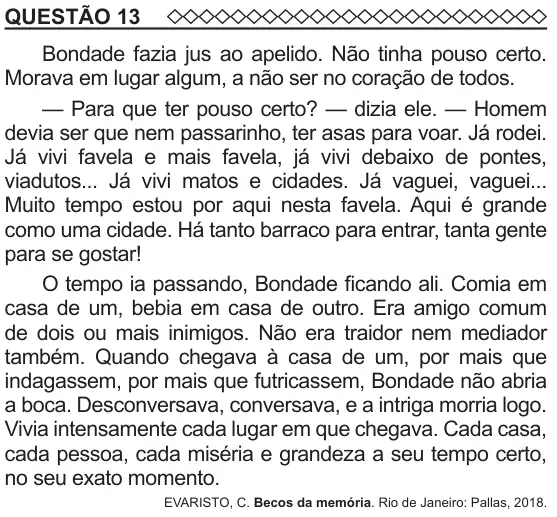 QUESTÃO 13
Bondade fazia jus ao apelido. Não tinha pouso certo.
Morava em lugar algum, a não ser no coração de todos.
— Para que ter pouso certo? — dizia ele. — Homem
devia ser que nem passarinho, ter asas para voar. Já rodei.
Já vivi favela e mais favela, já vivi debaixo de pontes,
viadutos... Já vivi matos e cidades. Já vaguei, vaguei...
Muito tempo estou por aqui nesta favela. Aqui é grande
como uma cidade. Há tanto barraco para entrar, tanta gente
para se gostar!
O tempo ia passando, Bondade ficando ali. Comia em
casa de um, bebia em casa de outro. Era amigo comum
de dois ou mais inimigos. Não era traidor nem mediador
também. Quando chegava à casa de um, por mais que
indagassem, por mais que futricassem, Bondade não abria
a boca. Desconversava, conversava, e a intriga morria logo.
Vivia intensamente cada lugar em que chegava. Cada casa,
cada pessoa, cada miséria e grandeza a seu tempo certo,
no seu exato momento.
EVARISTO, C. Becos da memória. Rio de Janeiro: Pallas, 2018.